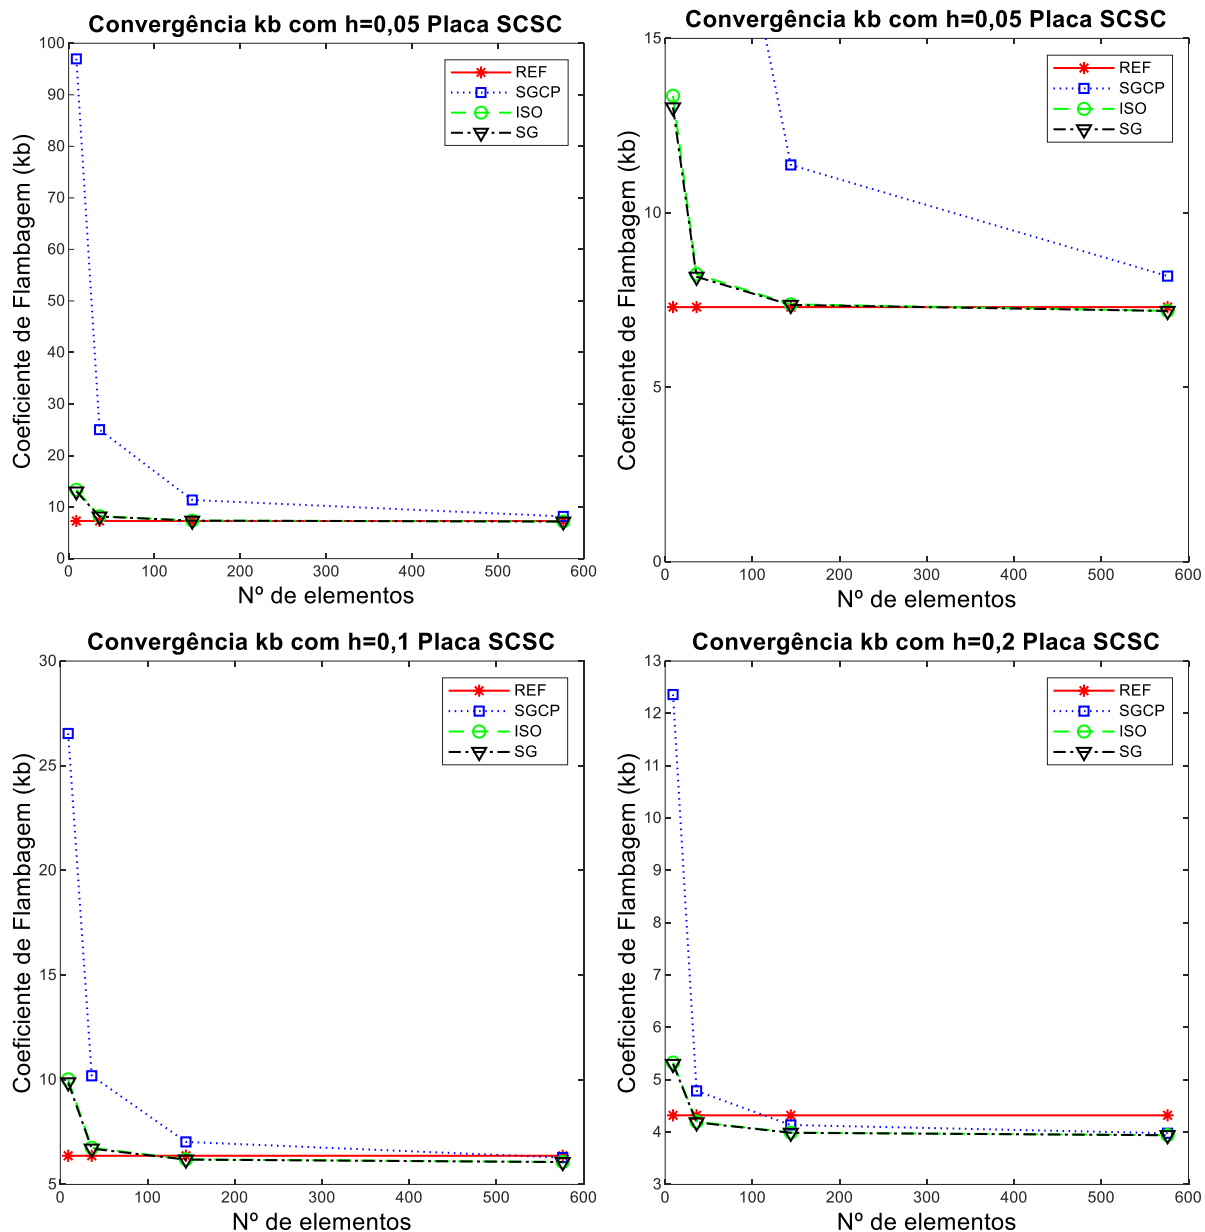 Convergência kb com h=0,05 Placa SCSC
Coeficiente de Flambagem (kb)
100
90
80
70
60
50
40
30
20
10
0
0 100 200 300 400 500 600
Nº de elementos
REF
SGCP
ISO
SG
Convergência kb com h=0,05 Placa SCSC
Coeficiente de Flambagem (kb)
15
10
5
0
0 100 200 300 400 500 600
Nº de elementos
REF
SGCP
ISO
SG
Convergência kb com h=0,1 Placa SCSC
Coeficiente de Flambagem (kb)
30
25
20
15
10
5
0 100 200 300 400 500 600
Nº de elementos
REF
SGCP
ISO
SG
Convergência kb com h=0,2 Placa SCSC
Coeficiente de Flambagem (kb)
13
12
11
10
9
8
7
6
5
4
3
0 100 200 300 400 500 600
Nº de elementos
REF
SGCP
ISO
SG